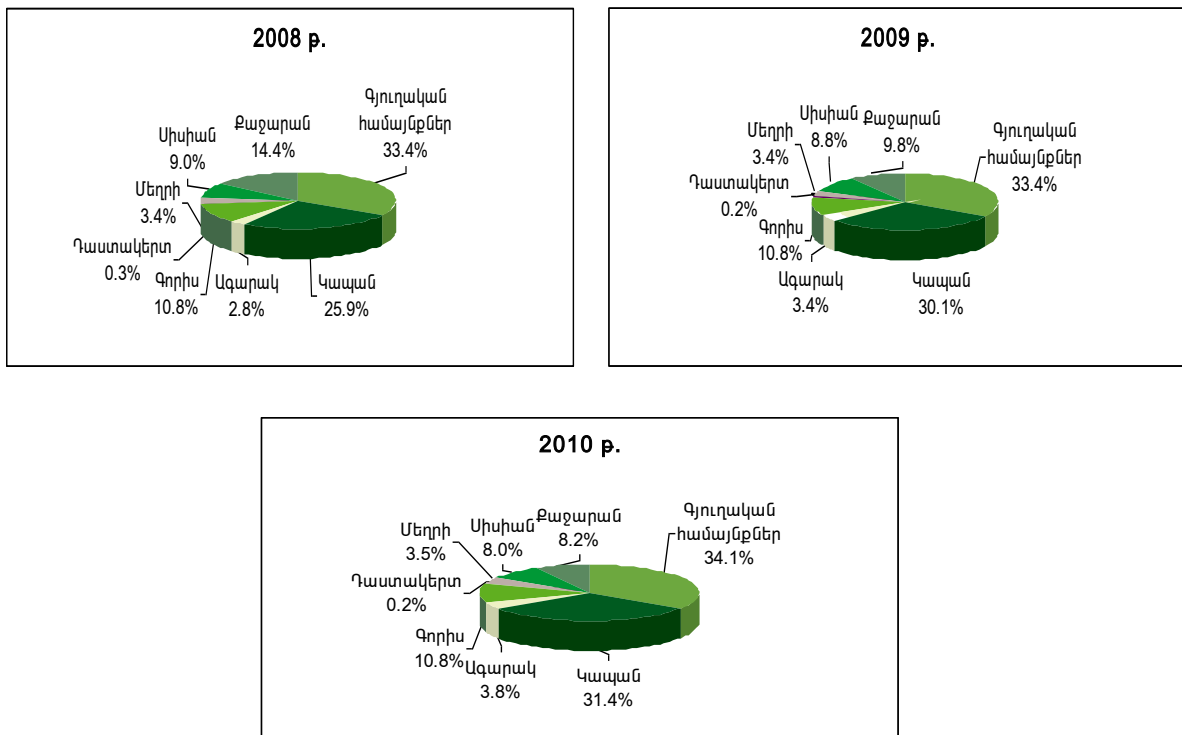 2008 թ.
Գյուղական
համայնքներ
33.4%
Քաջարան
14.4%
Սիսիան
9.0%
Մեղրի
3.4%
Դաստակերտ
0.3%
Գորիս
10.8%
Ագարակ
2.8%
Կապան
25.9%
2009 թ.
Գյուղական
համայնքներ
33.4%
Քաջարան
9.8%
Սիսիան
8.8%
Մեղրի
3.4%
Դաստակերտ
0.2%
Գորիս
10.8%
Ագարակ
3.4%
Կապան
30.1%
2010 թ.
Գյուղական
համայնքներ
34.1%
Քաջարան
8.2%
Սիսիան
8.0%
Մեղրի
3.5%
Դաստակերտ
0.2%
Գորիս
10.8%
Ագարակ
3.8%
Կապան
31.4%